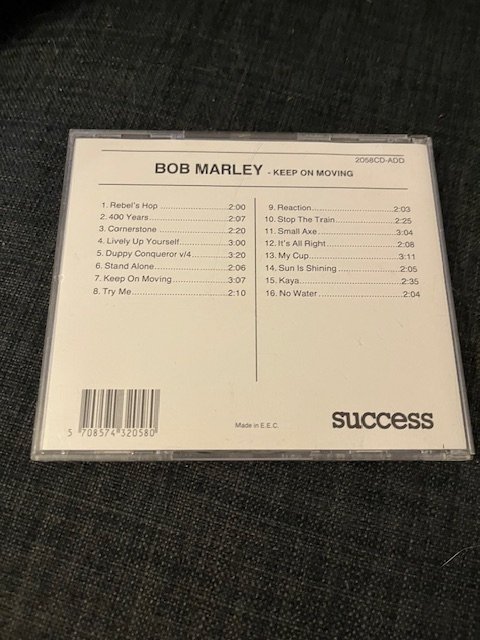 2058CD-ADD
BOB MARLEY - KEEP ON MOVING
1. Rebel's Hop ................... 2:00
2. 400 Years ..................... 2:07
3. Cornerstone ................... 2:20
4. Lively Up Yourself ............ 3:00
5. Duppy Conqueror v/4 ........... 3:20
6. Stand Alone ................... 2:06
7. Keep On Moving ................ 3:07
8. Try Me ........................ 2:10
9. Reaction ...................... 2:03
10. Stop The Train ............... 2:25
11. Small Axe .................... 3:04
12. It's All Right ............... 2:08
13. My Cup ....................... 3:11
14. Sun Is Shining ............... 2:05
15. Kaya ......................... 2:35
16. No Water ..................... 2:04
5 708574 320580
Made in E.E.C.
success